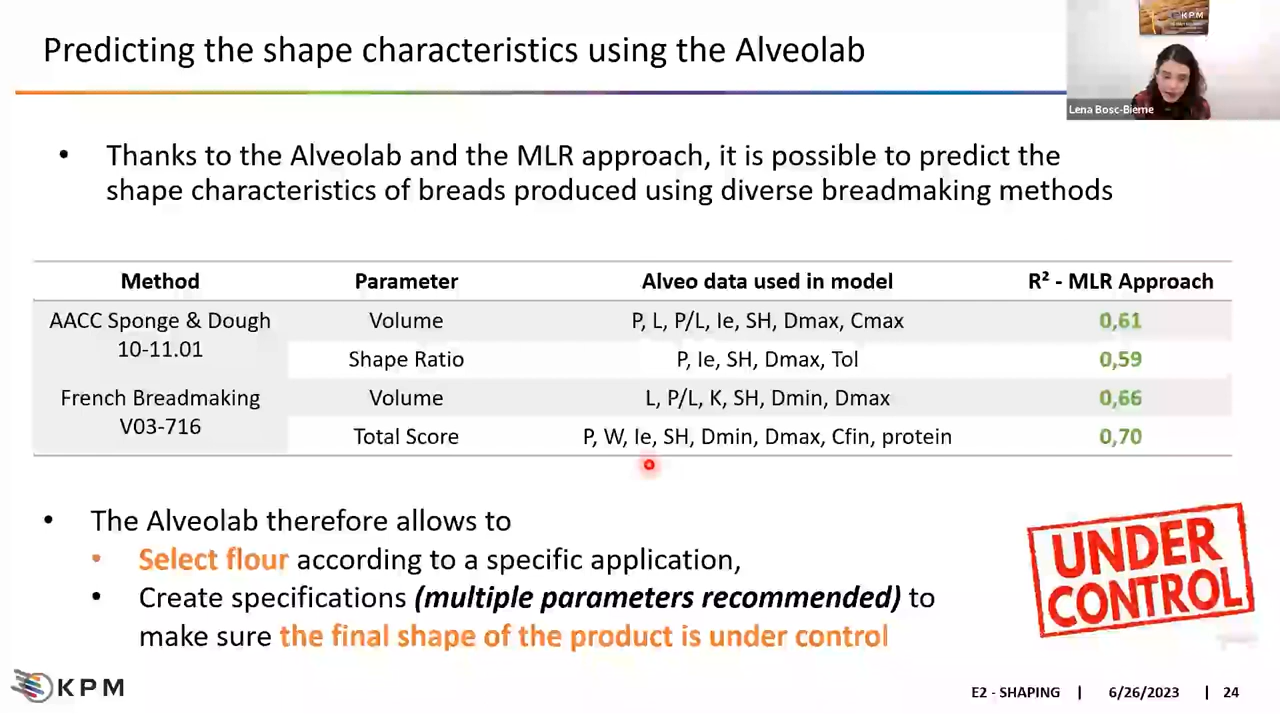 Predicting the shape characteristics using the Alveolab
KPM
Lena Bosc-Bieme
• Thanks to the Alveolab and the MLR approach, it is possible to predict the
shape characteristics of breads produced using diverse breadmaking methods
Method Parameter Alveo data used in model R² - MLR Approach
AACC Sponge & Dough
10-11.01
Volume P, L, P/L, Ie, SH, Dmax, Cmax 0,61
Shape Ratio P, Ie, SH, Dmax, Tol 0,59
French Breadmaking
V03-716
Volume L, P/L, K, SH, Dmin, Dmax 0,66
Total Score P, W, Ie, SH, Dmin, Dmax, Cfin, protein 0,70
• The Alveolab therefore allows to
• Select flour according to a specific application,
• Create specifications (multiple parameters recommended) to
make sure the final shape of the product is under control
UNDER
CONTROL
KPM
E2 - SHAPING | 6/26/2023 | 24